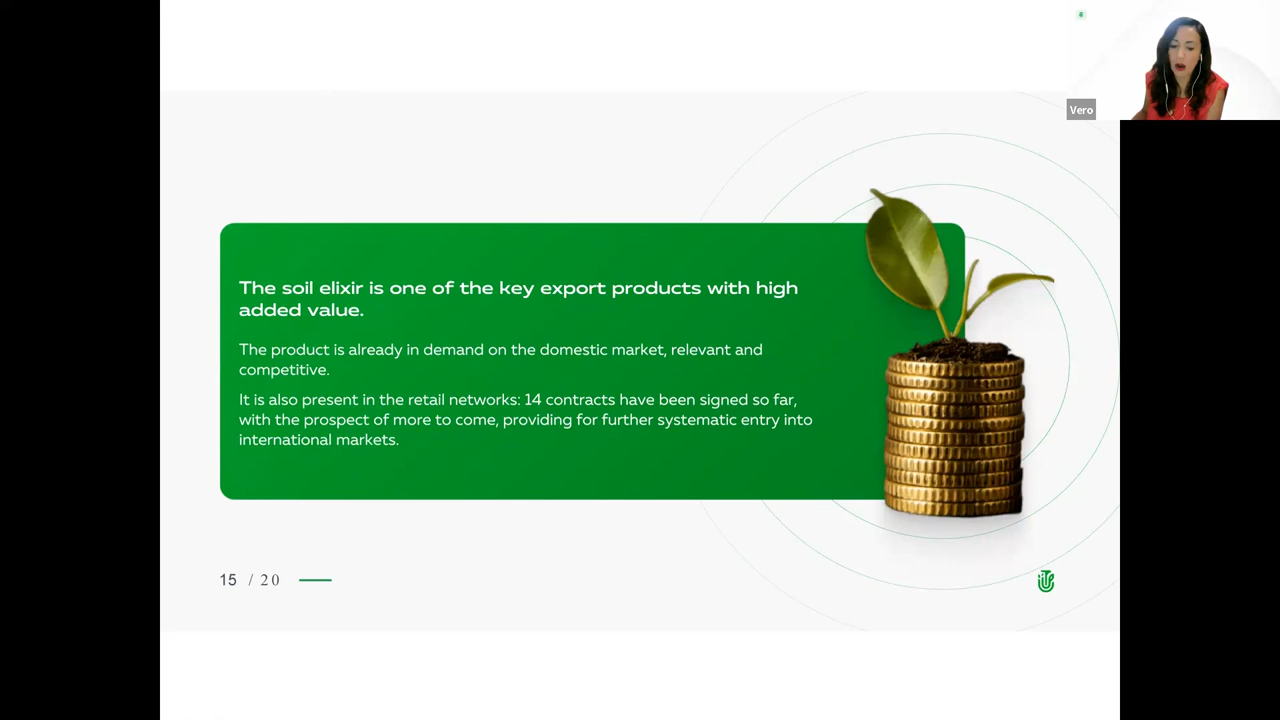 Vero
The soil elixir is one of the key export products with high
added value.
The product is already in demand on the domestic market, relevant and
competitive.
It is also present in the retail networks: 14 contracts have been signed so far,
with the prospect of more to come, providing for further systematic entry into
international markets.
15 / 20